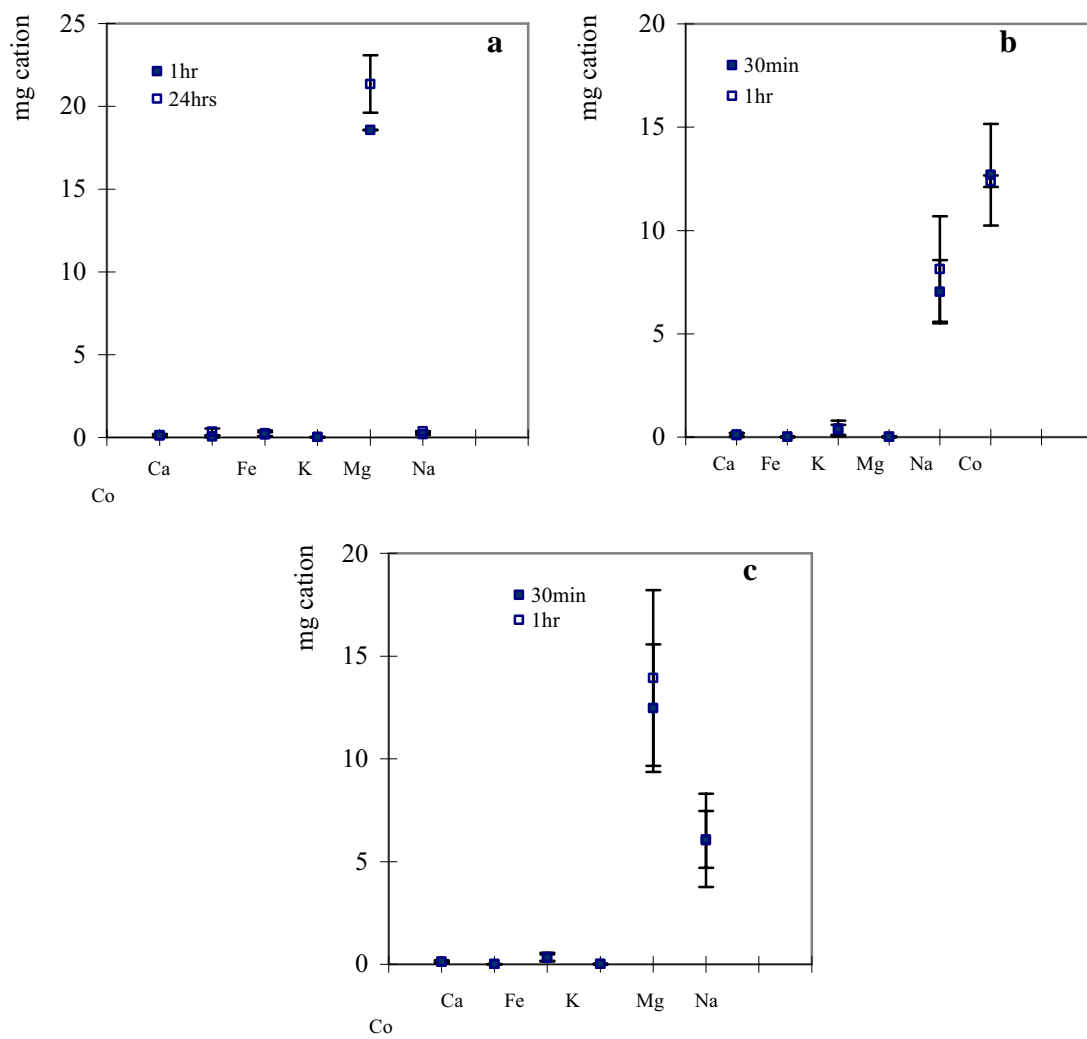 a
mg cation
25
20
15
10
5
0
1hr
24hrs
Ca Fe K Mg Na
Co
b
mg cation
20
15
10
5
0
30min
1hr
Ca Fe K Mg Na Co
c
mg cation
20
15
10
5
0
30min
1hr
Ca Fe K Mg Na
Co